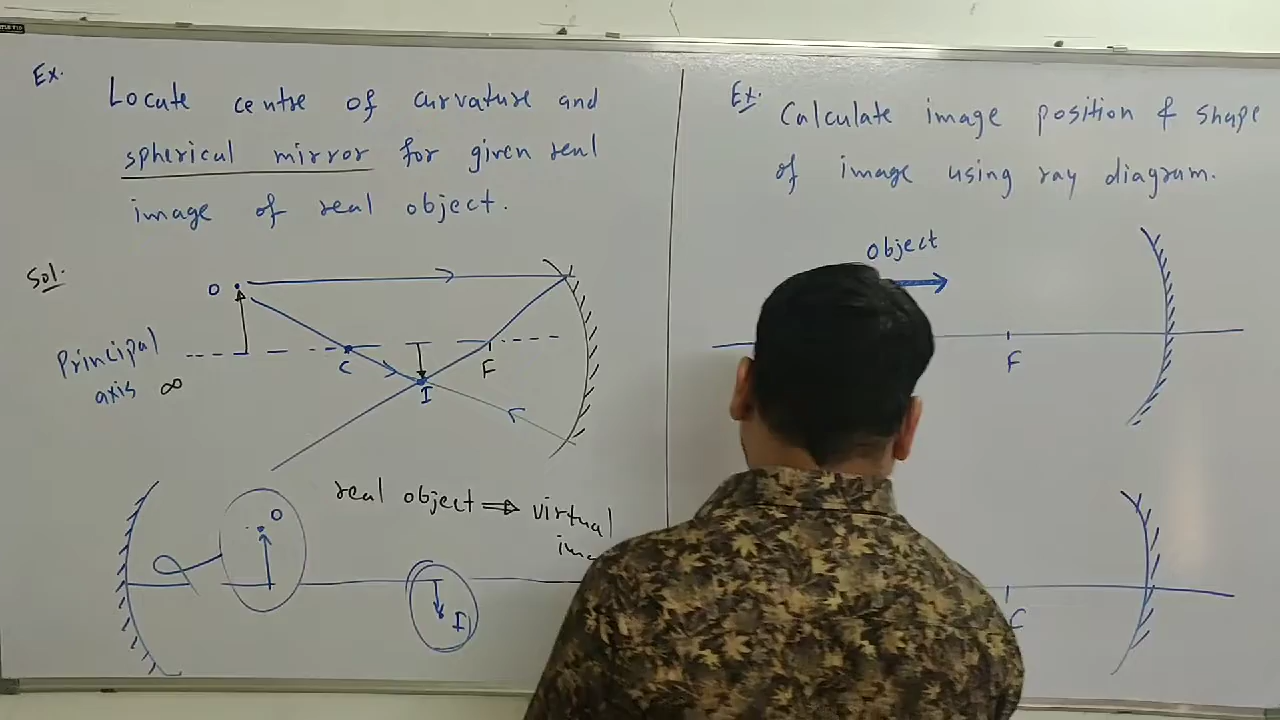 Ex.
Locate centre of curvature and
spherical mirror for given real
image of real object.
Sol.
O
Principal
axis ∞
C
I
F
real object ⇒ virtual
O
I
Ex.
Calculate image position & shape
of image using ray diagram.
object
F
C